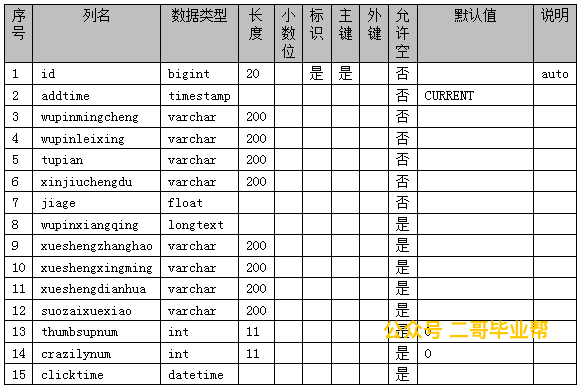 序号 列名 数据类型 长度 小数位 标识 主键 外键 允许空 默认值 说明
1 id bigint 20 是 是 否 auto
2 addtime timestamp 否 CURRENT
3 wupinmingcheng varchar 200 否
4 wupinleixing varchar 200 否
5 tupian varchar 200 否
6 xinjiuchengdu varchar 200 否
7 jiage float 否
8 wupinxiangqing longtext 是
9 xueshengzhanghao varchar 200 是
10 xueshengxingming varchar 200 是
11 xueshengdianhua varchar 200 是
12 suozaixuexiao varchar 200 是
13 thumbsupnum int 11 是 0
公众号 二哥毕业帮
14 crazilynum int 11 是 0
15 clicktime datetime 是